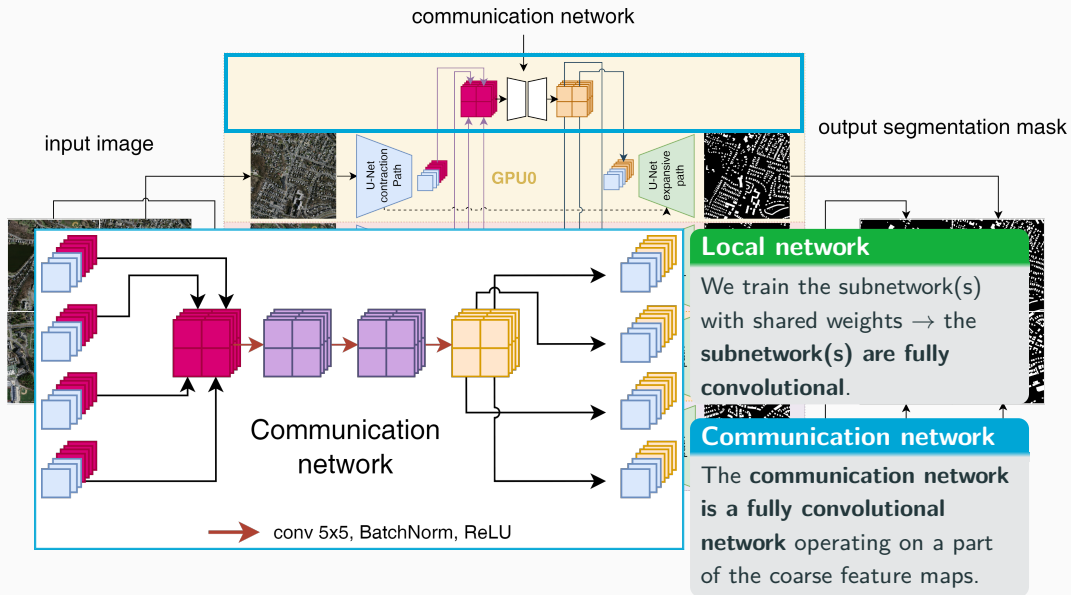 communication network
input image
output segmentation mask
U-Net
contraction
Path
GPU0
U-Net
expansive
path
Communication
network
conv 5x5, BatchNorm, ReLU
Local network
We train the subnetwork(s)
with shared weights → the
subnetwork(s) are fully
convolutional.
Communication network
The communication network
is a fully convolutional
network operating on a part
of the coarse feature maps.